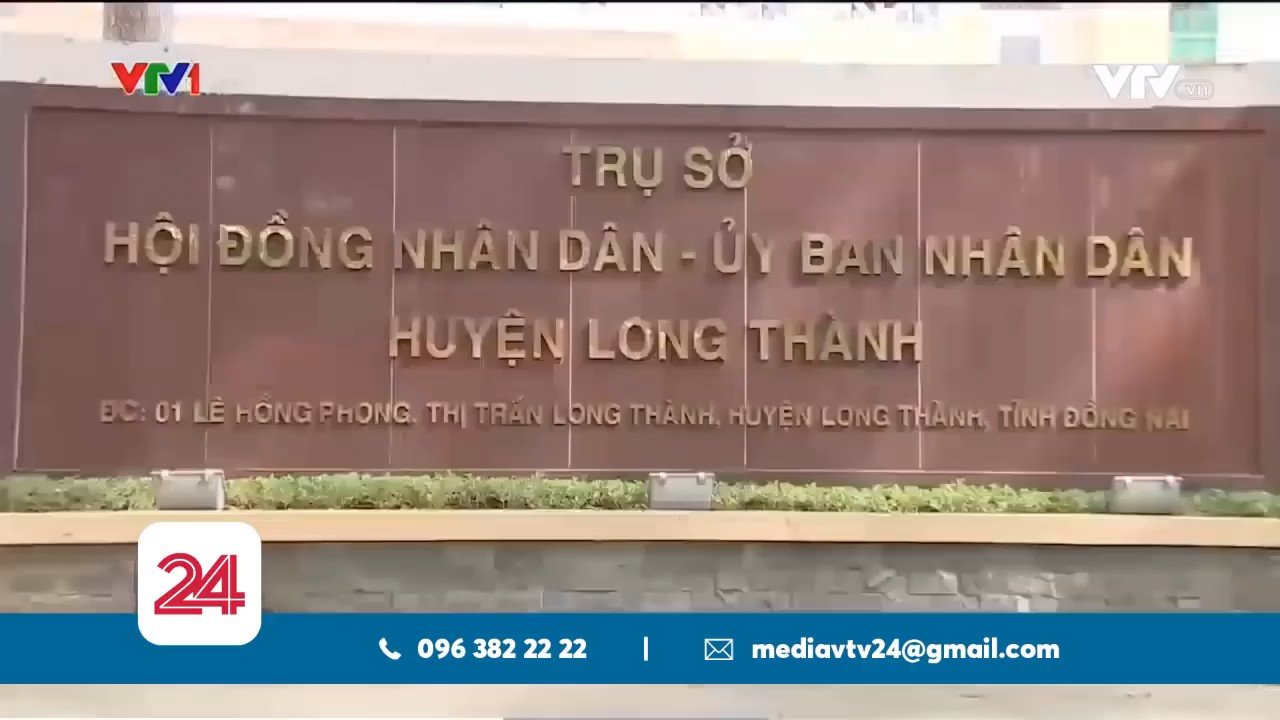 VTV1
VTV.vn
TRỤ SỞ
HỘI ĐỒNG NHÂN DÂN - ỦY BAN NHÂN DÂN
HUYỆN LONG THÀNH
ĐC: 01 LÊ HỒNG PHONG. THỊ TRẤN LONG THÀNH, HUYỆN LONG THÀNH, TỈNH ĐỒNG NAI
24
096 382 22 22 | mediavtv24@gmail.com